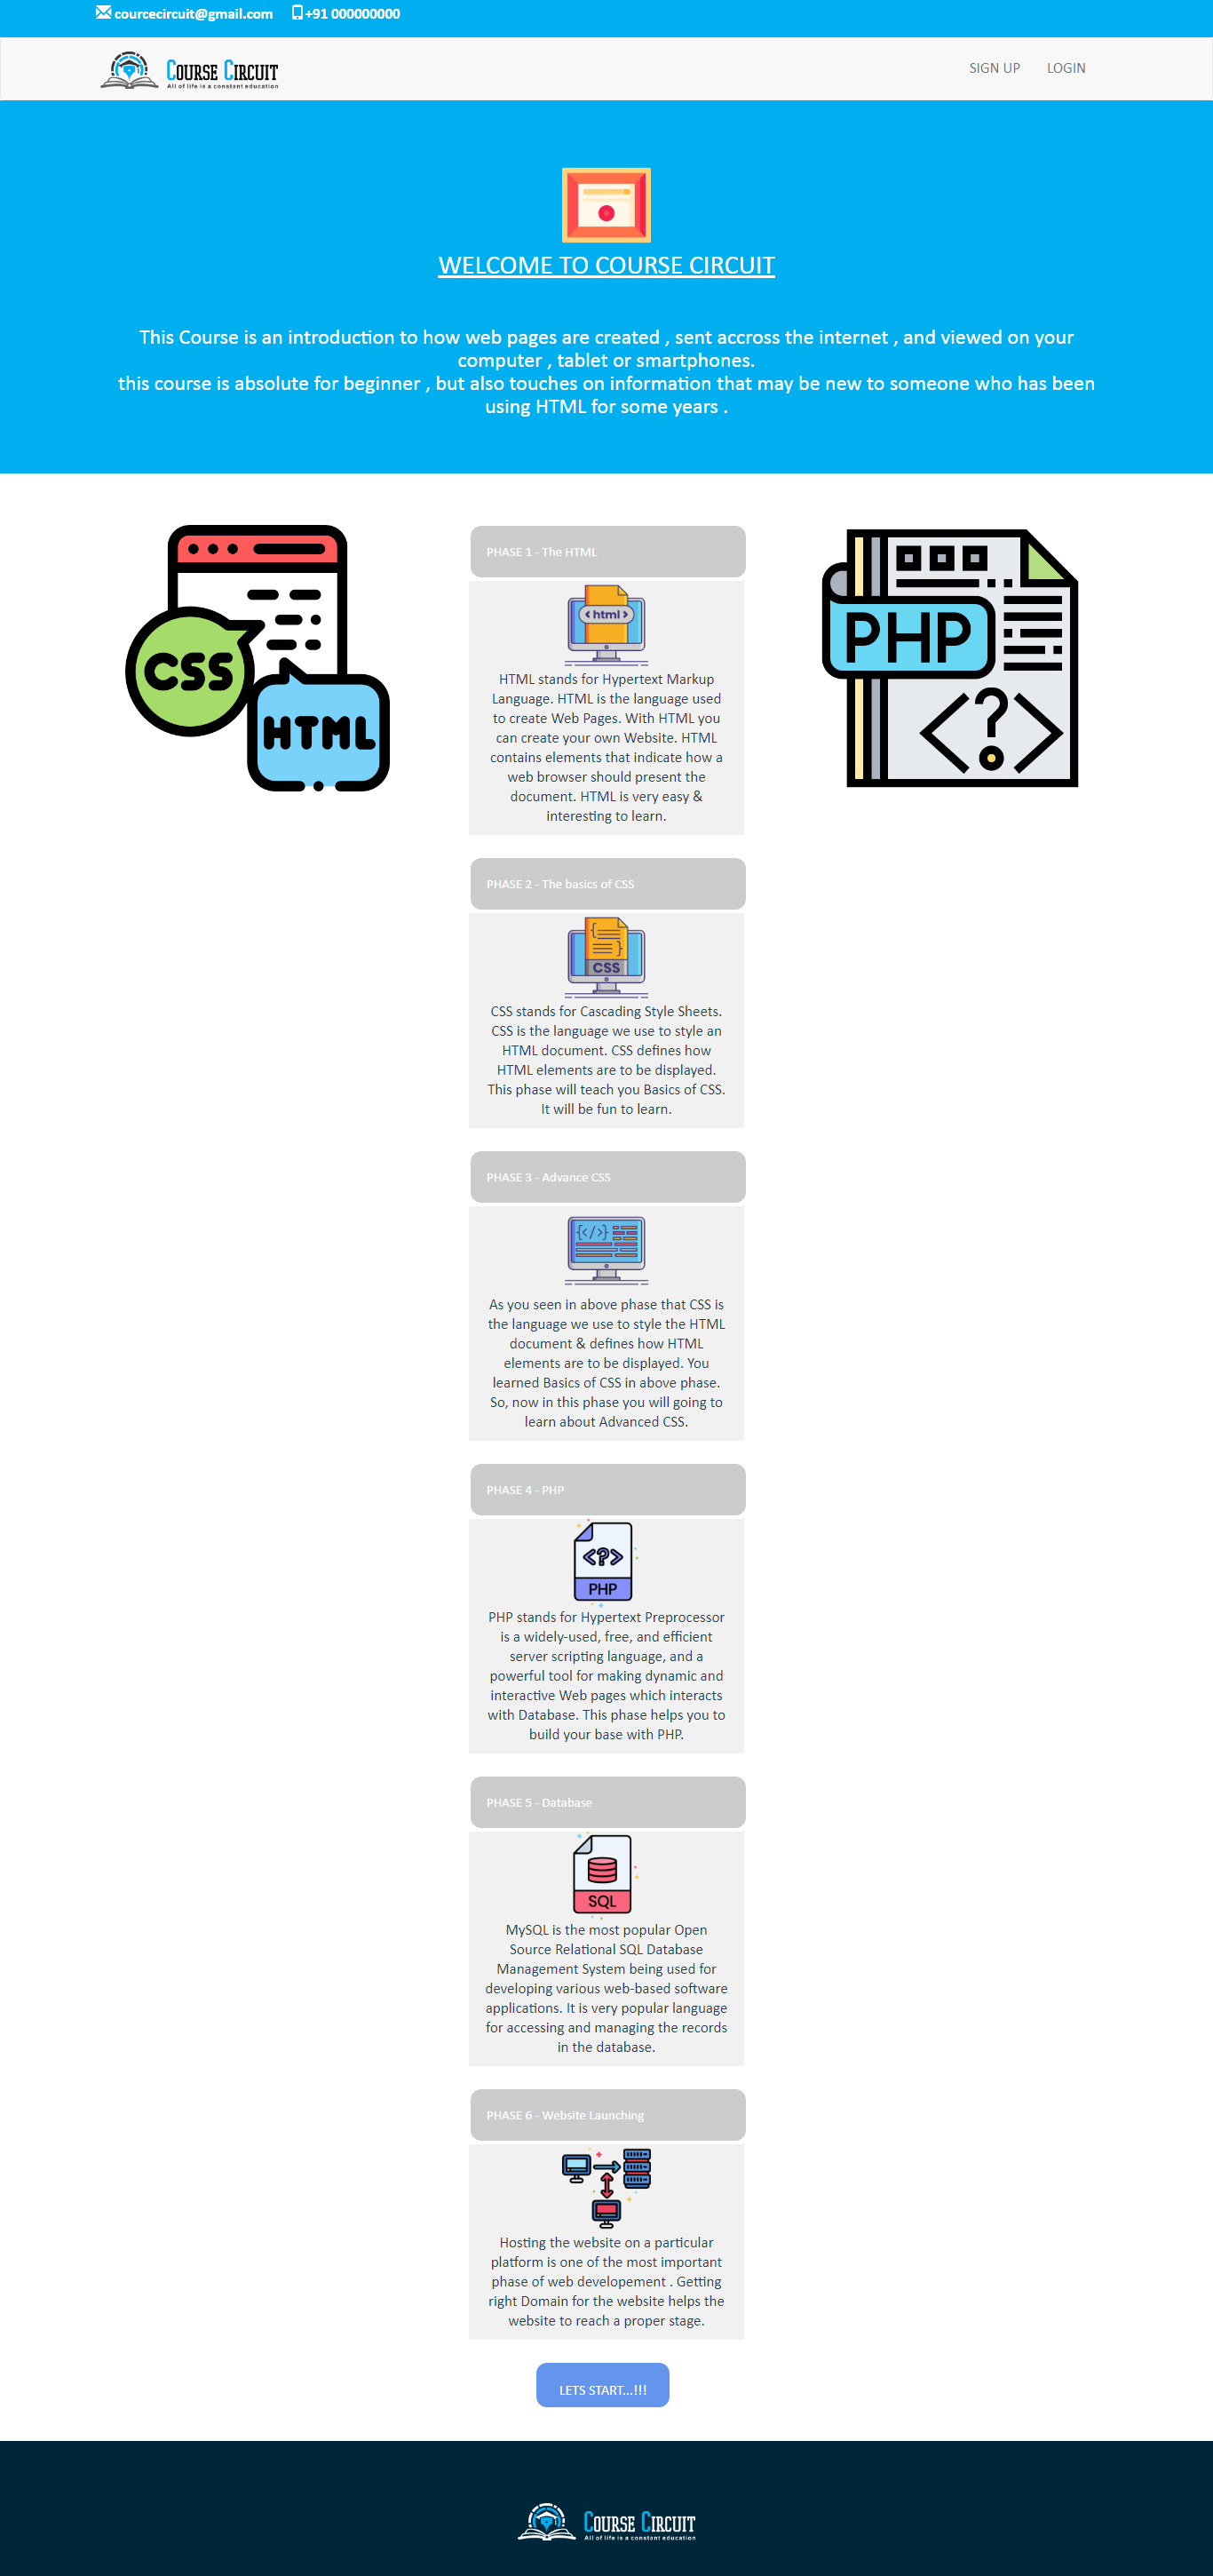 courcecircuit@gmail.com +91 000000000
COURSE CIRCUIT
All of life is a constant education
SIGN UP LOGIN
WELCOME TO COURSE CIRCUIT
This Course is an introduction to how web pages are created , sent accross the internet , and viewed on your
computer , tablet or smartphones.
this course is absolute for beginner , but also touches on information that may be new to someone who has been
using HTML for some years .
CSS
HTML
PHP
<?>
PHASE 1 - The HTML
< html >
HTML stands for Hypertext Markup
Language. HTML is the language used
to create Web Pages. With HTML you
can create your own Website. HTML
contains elements that indicate how a
web browser should present the
document. HTML is very easy &
interesting to learn.
PHASE 2 - The basics of CSS
{
}
CSS
CSS stands for Cascading Style Sheets.
CSS is the language we use to style an
HTML document. CSS defines how
HTML elements are to be displayed.
This phase will teach you Basics of CSS.
It will be fun to learn.
PHASE 3 - Advance CSS
{</>}
As you seen in above phase that CSS is
the language we use to style the HTML
document & defines how HTML
elements are to be displayed. You
learned Basics of CSS in above phase.
So, now in this phase you will going to
learn about Advanced CSS.
PHASE 4 - PHP
<?>
PHP
PHP stands for Hypertext Preprocessor
is a widely-used, free, and efficient
server scripting language, and a
powerful tool for making dynamic and
interactive Web pages which interacts
with Database. This phase helps you to
build your base with PHP.
PHASE 5 - Database
SQL
MySQL is the most popular Open
Source Relational SQL Database
Management System being used for
developing various web-based software
applications. It is very popular language
for accessing and managing the records
in the database.
PHASE 6 - Website Launching
Hosting the website on a particular
platform is one of the most important
phase of web developement . Getting
right Domain for the website helps the
website to reach a proper stage.
LETS START...!!!
COURSE CIRCUIT
All of life is a constant education